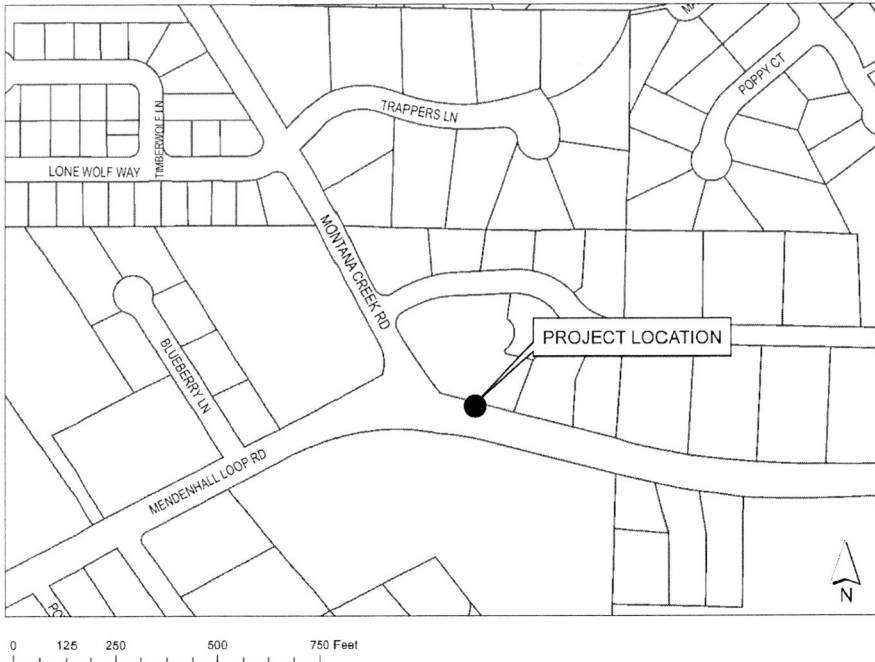 POPPY CT
TRAPPERS LN
TIMBERWOLF LN
LONE WOLF WAY
MONTANA CREEK RD
PROJECT LOCATION
BLUEBERRY LN
MENDENHALL LOOP RD
N
0 125 250 500 750 Feet